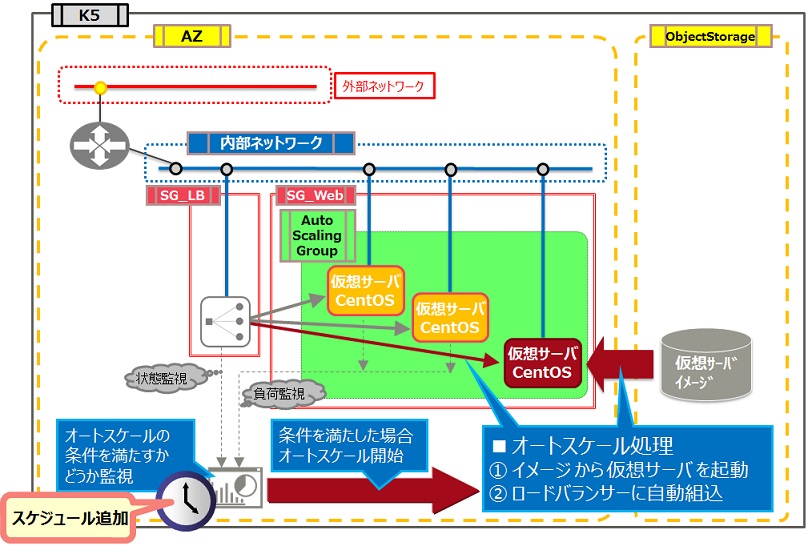 K5
AZ
ObjectStorage
外部ネットワーク
内部ネットワーク
SG_LB
SG_Web
Auto
Scaling
Group
仮想サーバ
CentOS
仮想サーバ
CentOS
仮想サーバ
CentOS
仮想サーバ
イメージ
状態監視
負荷監視
オートスケールの
条件を満たすか
どうか監視
条件を満たした場合
オートスケール開始
■ オートスケール処理
① イメージから仮想サーバを起動
② ロードバランサーに自動組込
スケジュール追加